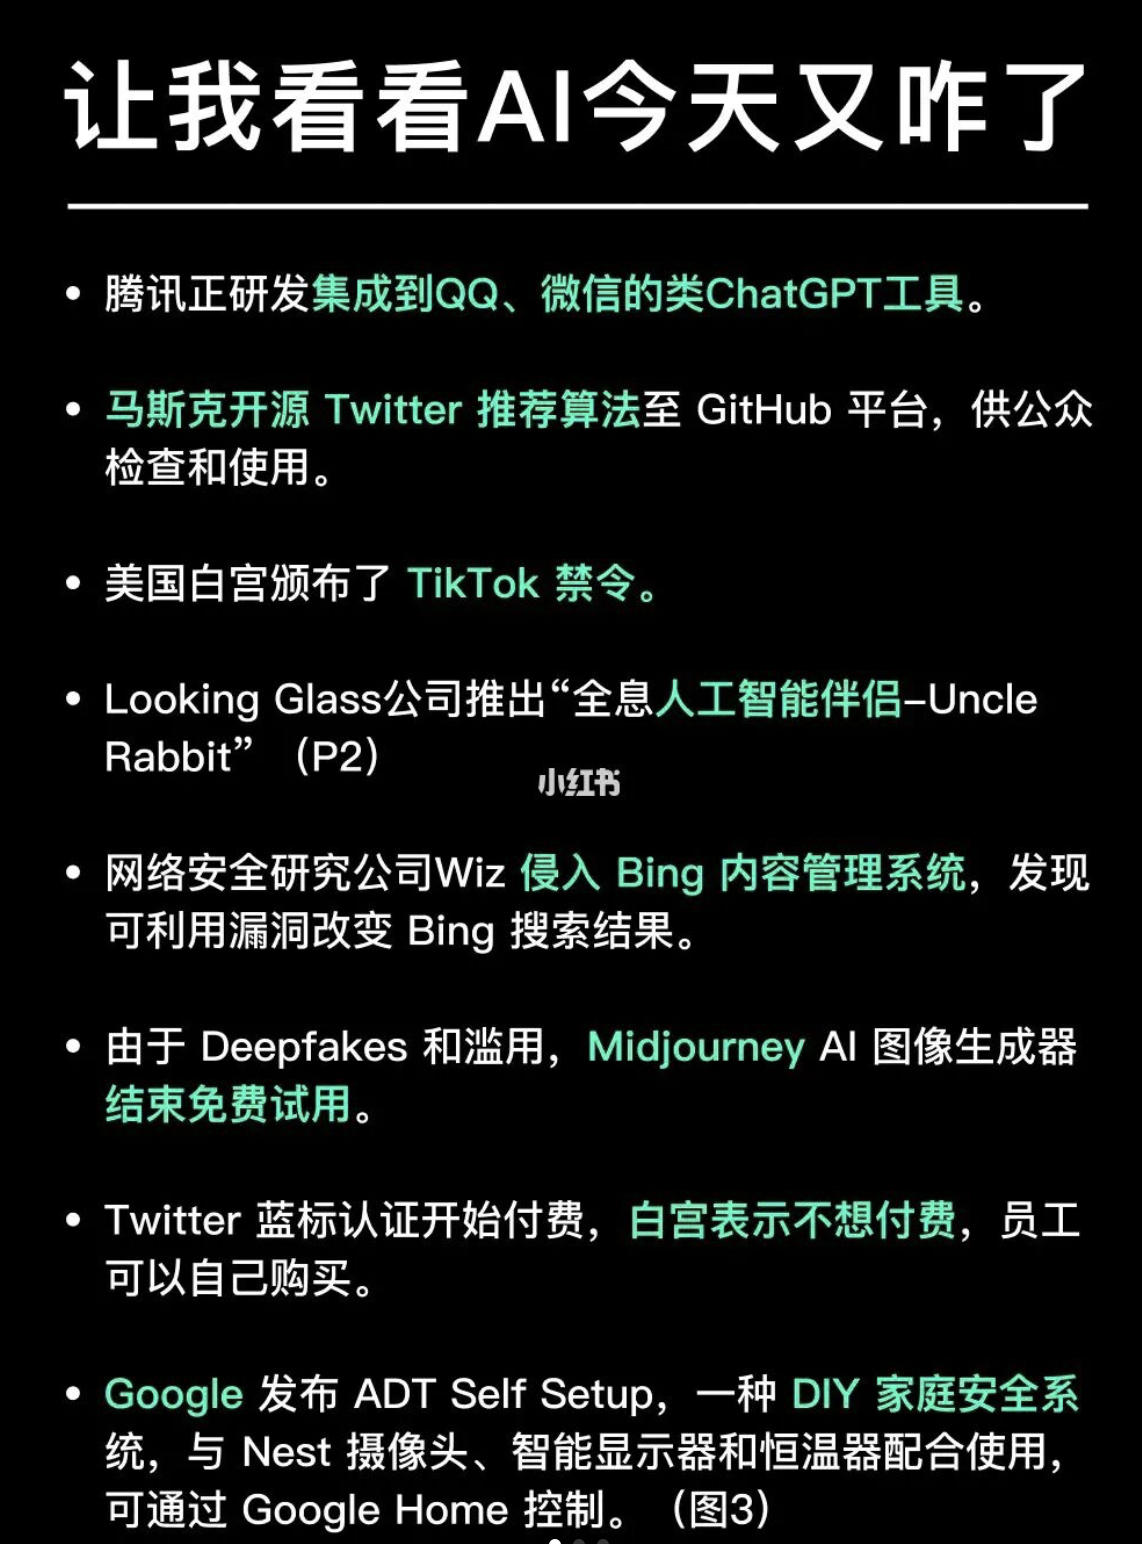 让我看看AI今天又咋了
• 腾讯正研发集成到QQ、微信的类ChatGPT工具。
• 马斯克开源 Twitter 推荐算法至 GitHub 平台，供公众
检查和使用。
• 美国白宫颁布了 TikTok 禁令。
• Looking Glass公司推出“全息人工智能伴侣–Uncle
Rabbit” （P2）
小红书
• 网络安全研究公司Wiz 侵入 Bing 内容管理系统，发现
可利用漏洞改变 Bing 搜索结果。
• 由于 Deepfakes 和滥用，Midjourney AI 图像生成器
结束免费试用。
• Twitter 蓝标认证开始付费，白宫表示不想付费，员工
可以自己购买。
• Google 发布 ADT Self Setup，一种 DIY 家庭安全系
统，与 Nest 摄像头、智能显示器和恒温器配合使用，
可通过 Google Home 控制。（图3）